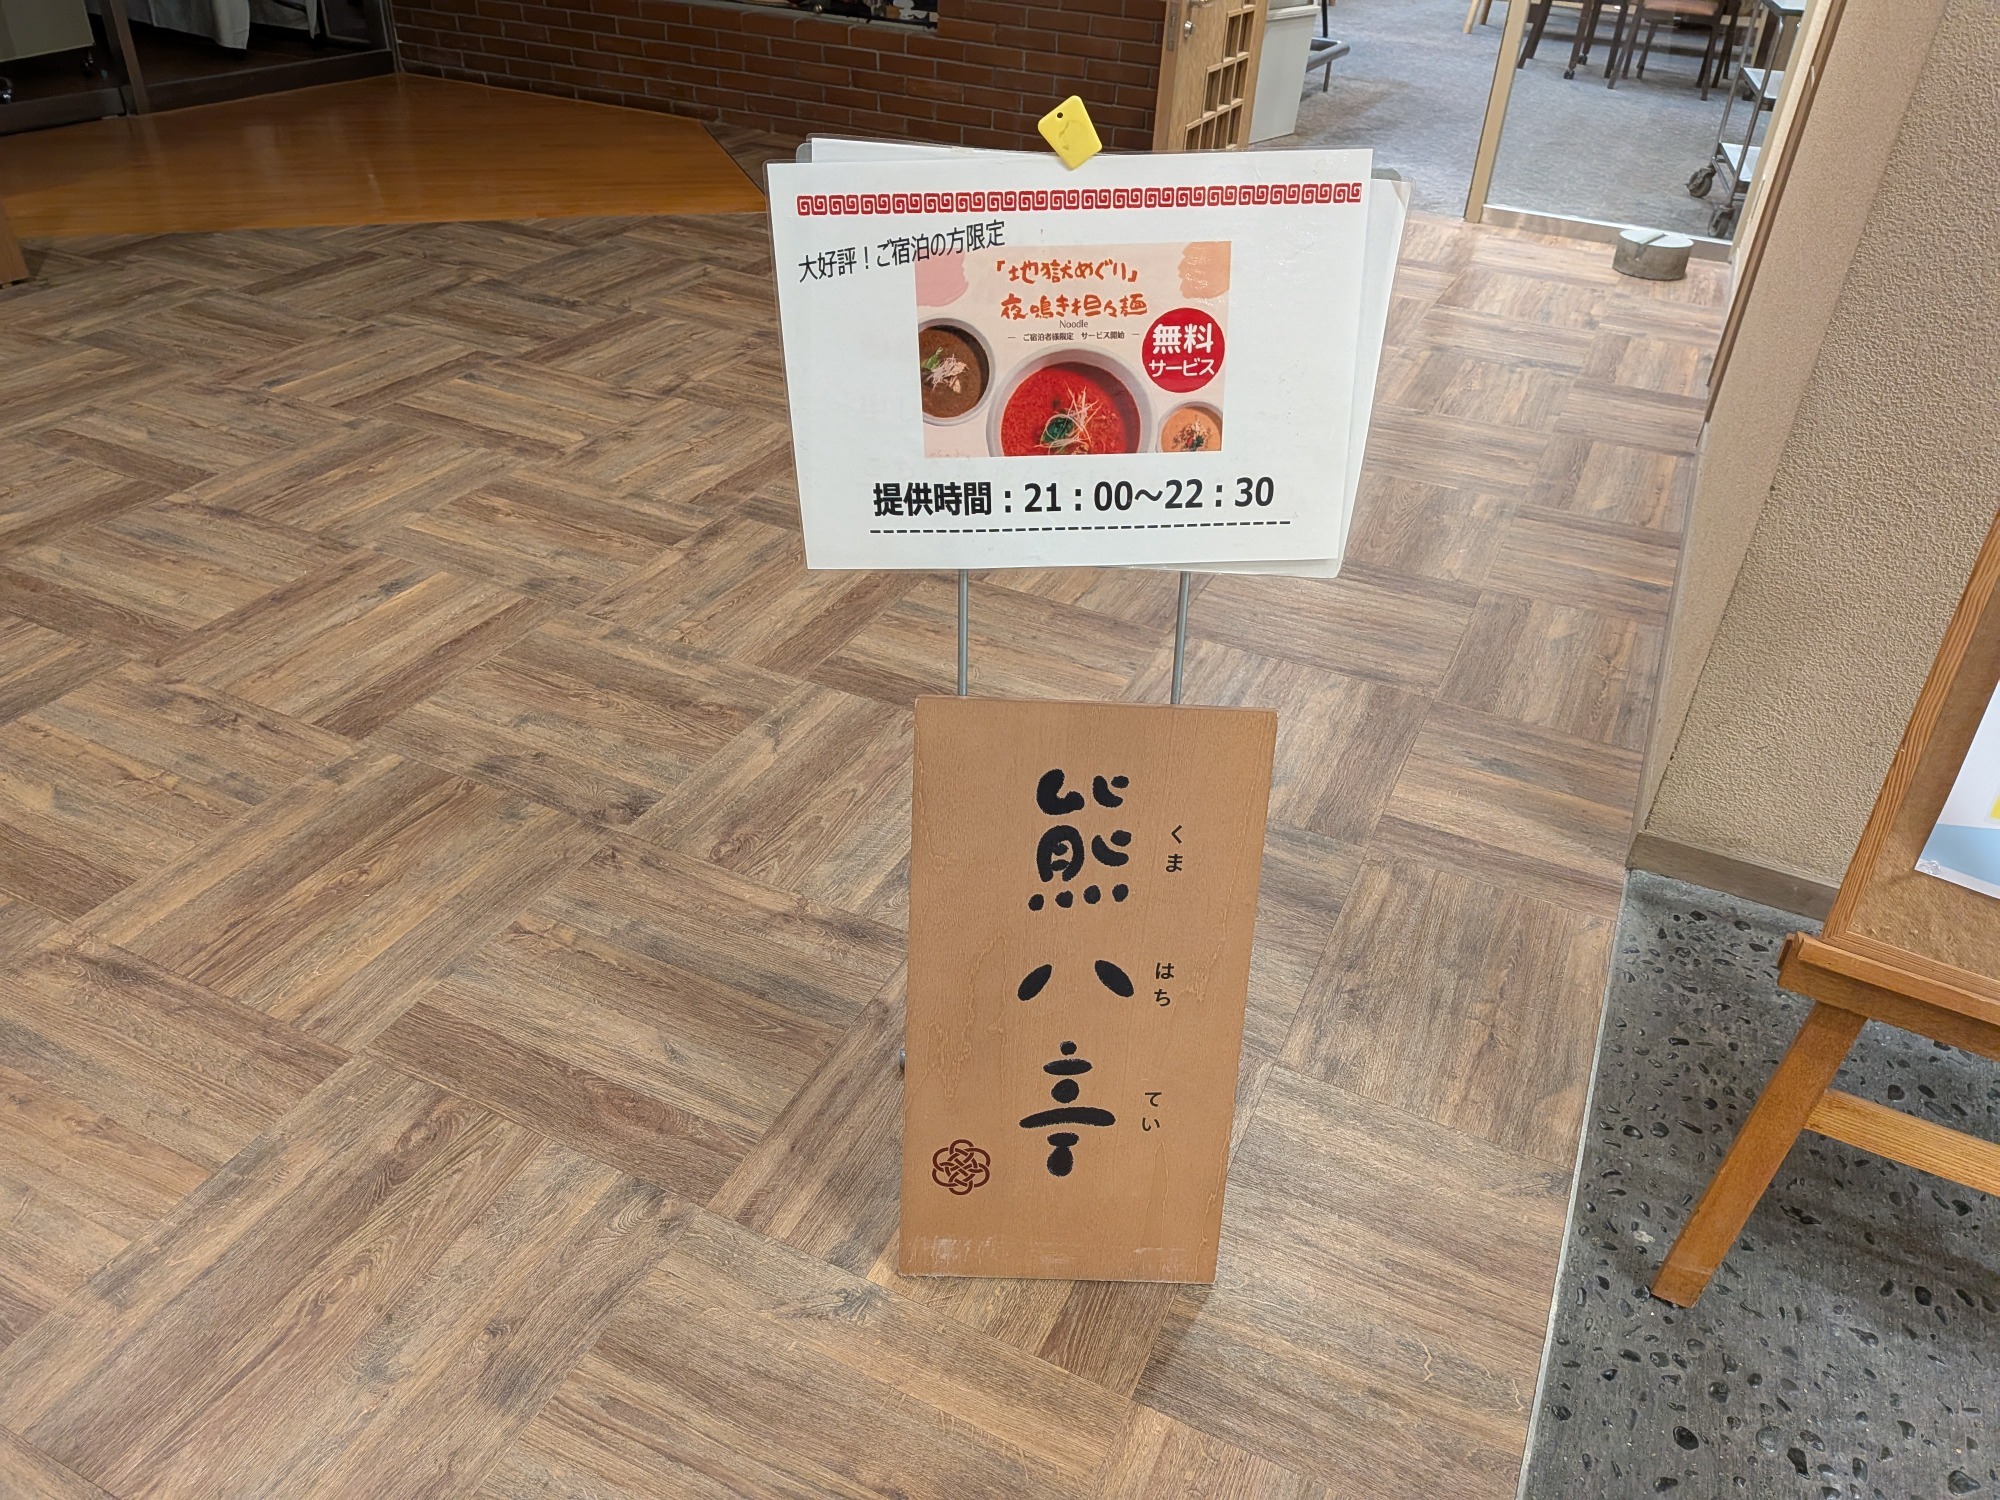 大好評！ご宿泊の方限定
「地獄めぐり」
夜鳴き担々麺
Noodle
― ご宿泊者様限定 サービス開始 ―
無料
サービス
提供時間：21：00～22：30
熊八亭
くま
はち
てい